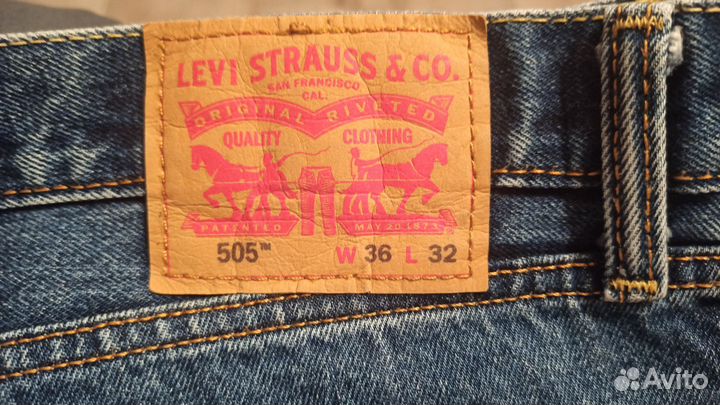 LEVI STRAUSS & CO.
SAN FRANCISCO
CAL.
ORIGINAL RIVETED
QUALITY CLOTHING
PATENTED MAY 20 1873
505™ W 36 L 32
Avito